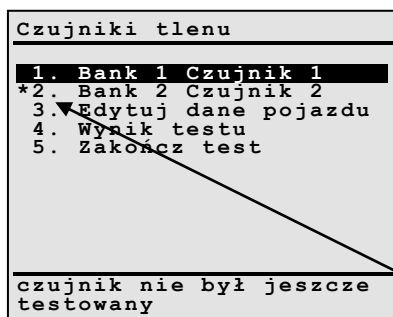 Czujniki tlenu
1. Bank 1 Czujnik 1
*2. Bank 2 Czujnik 2
3. Edytuj dane pojazdu
4. Wynik testu
5. Zakończ test
czujnik nie był jeszcze
testowany